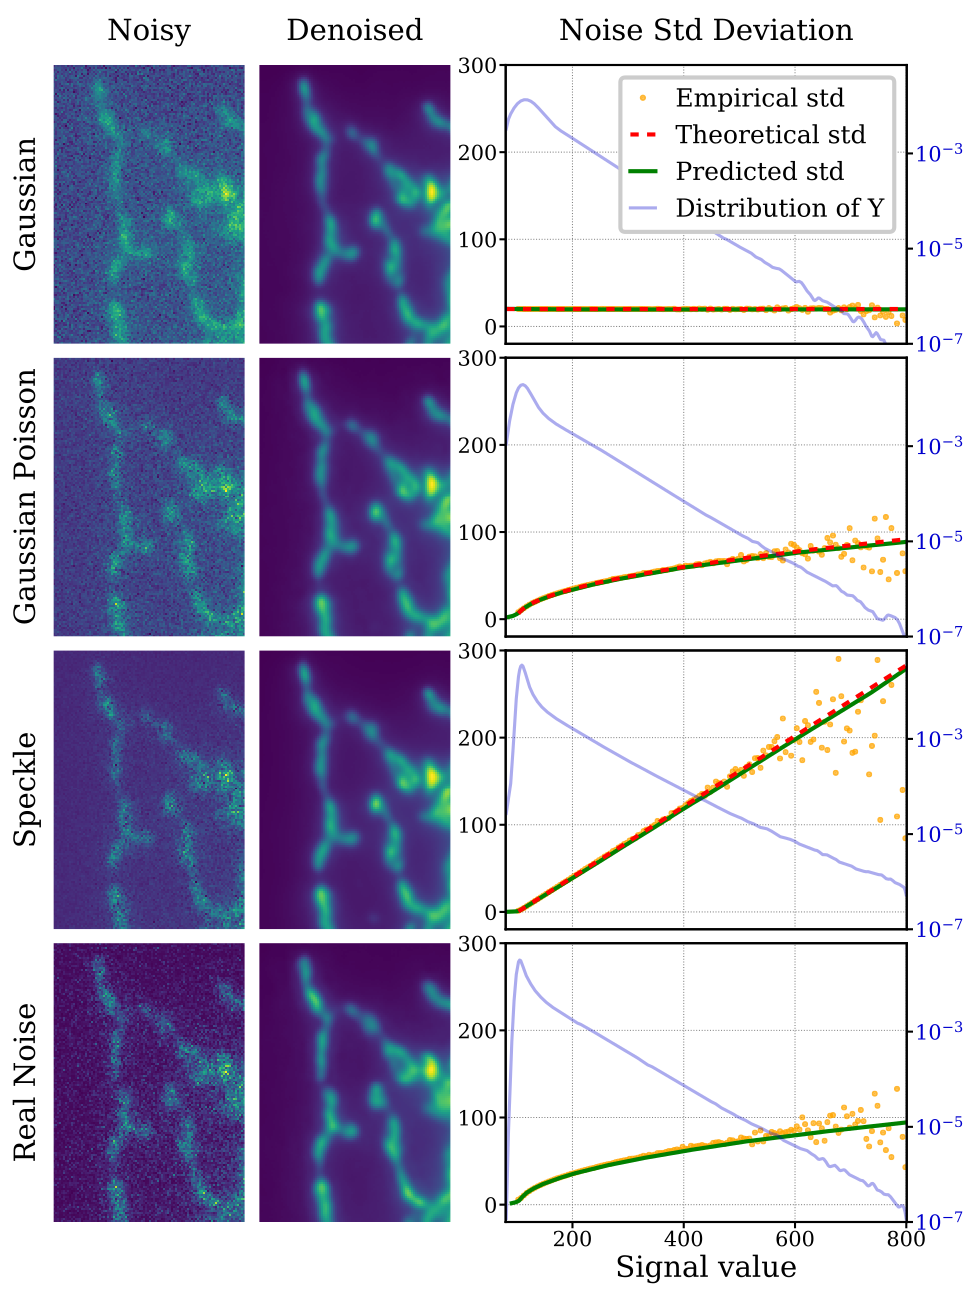 Noisy
Denoised
Noise Std Deviation
Gaussian
300
200
100
0
Empirical std
Theoretical std
Predicted std
Distribution of Y
10−3
10−5
10−7
Gaussian Poisson
300
200
100
0
10−3
10−5
10−7
Speckle
300
200
100
0
10−3
10−5
10−7
Real Noise
300
200
100
0
10−3
10−5
10−7
200 400 600 800
Signal value